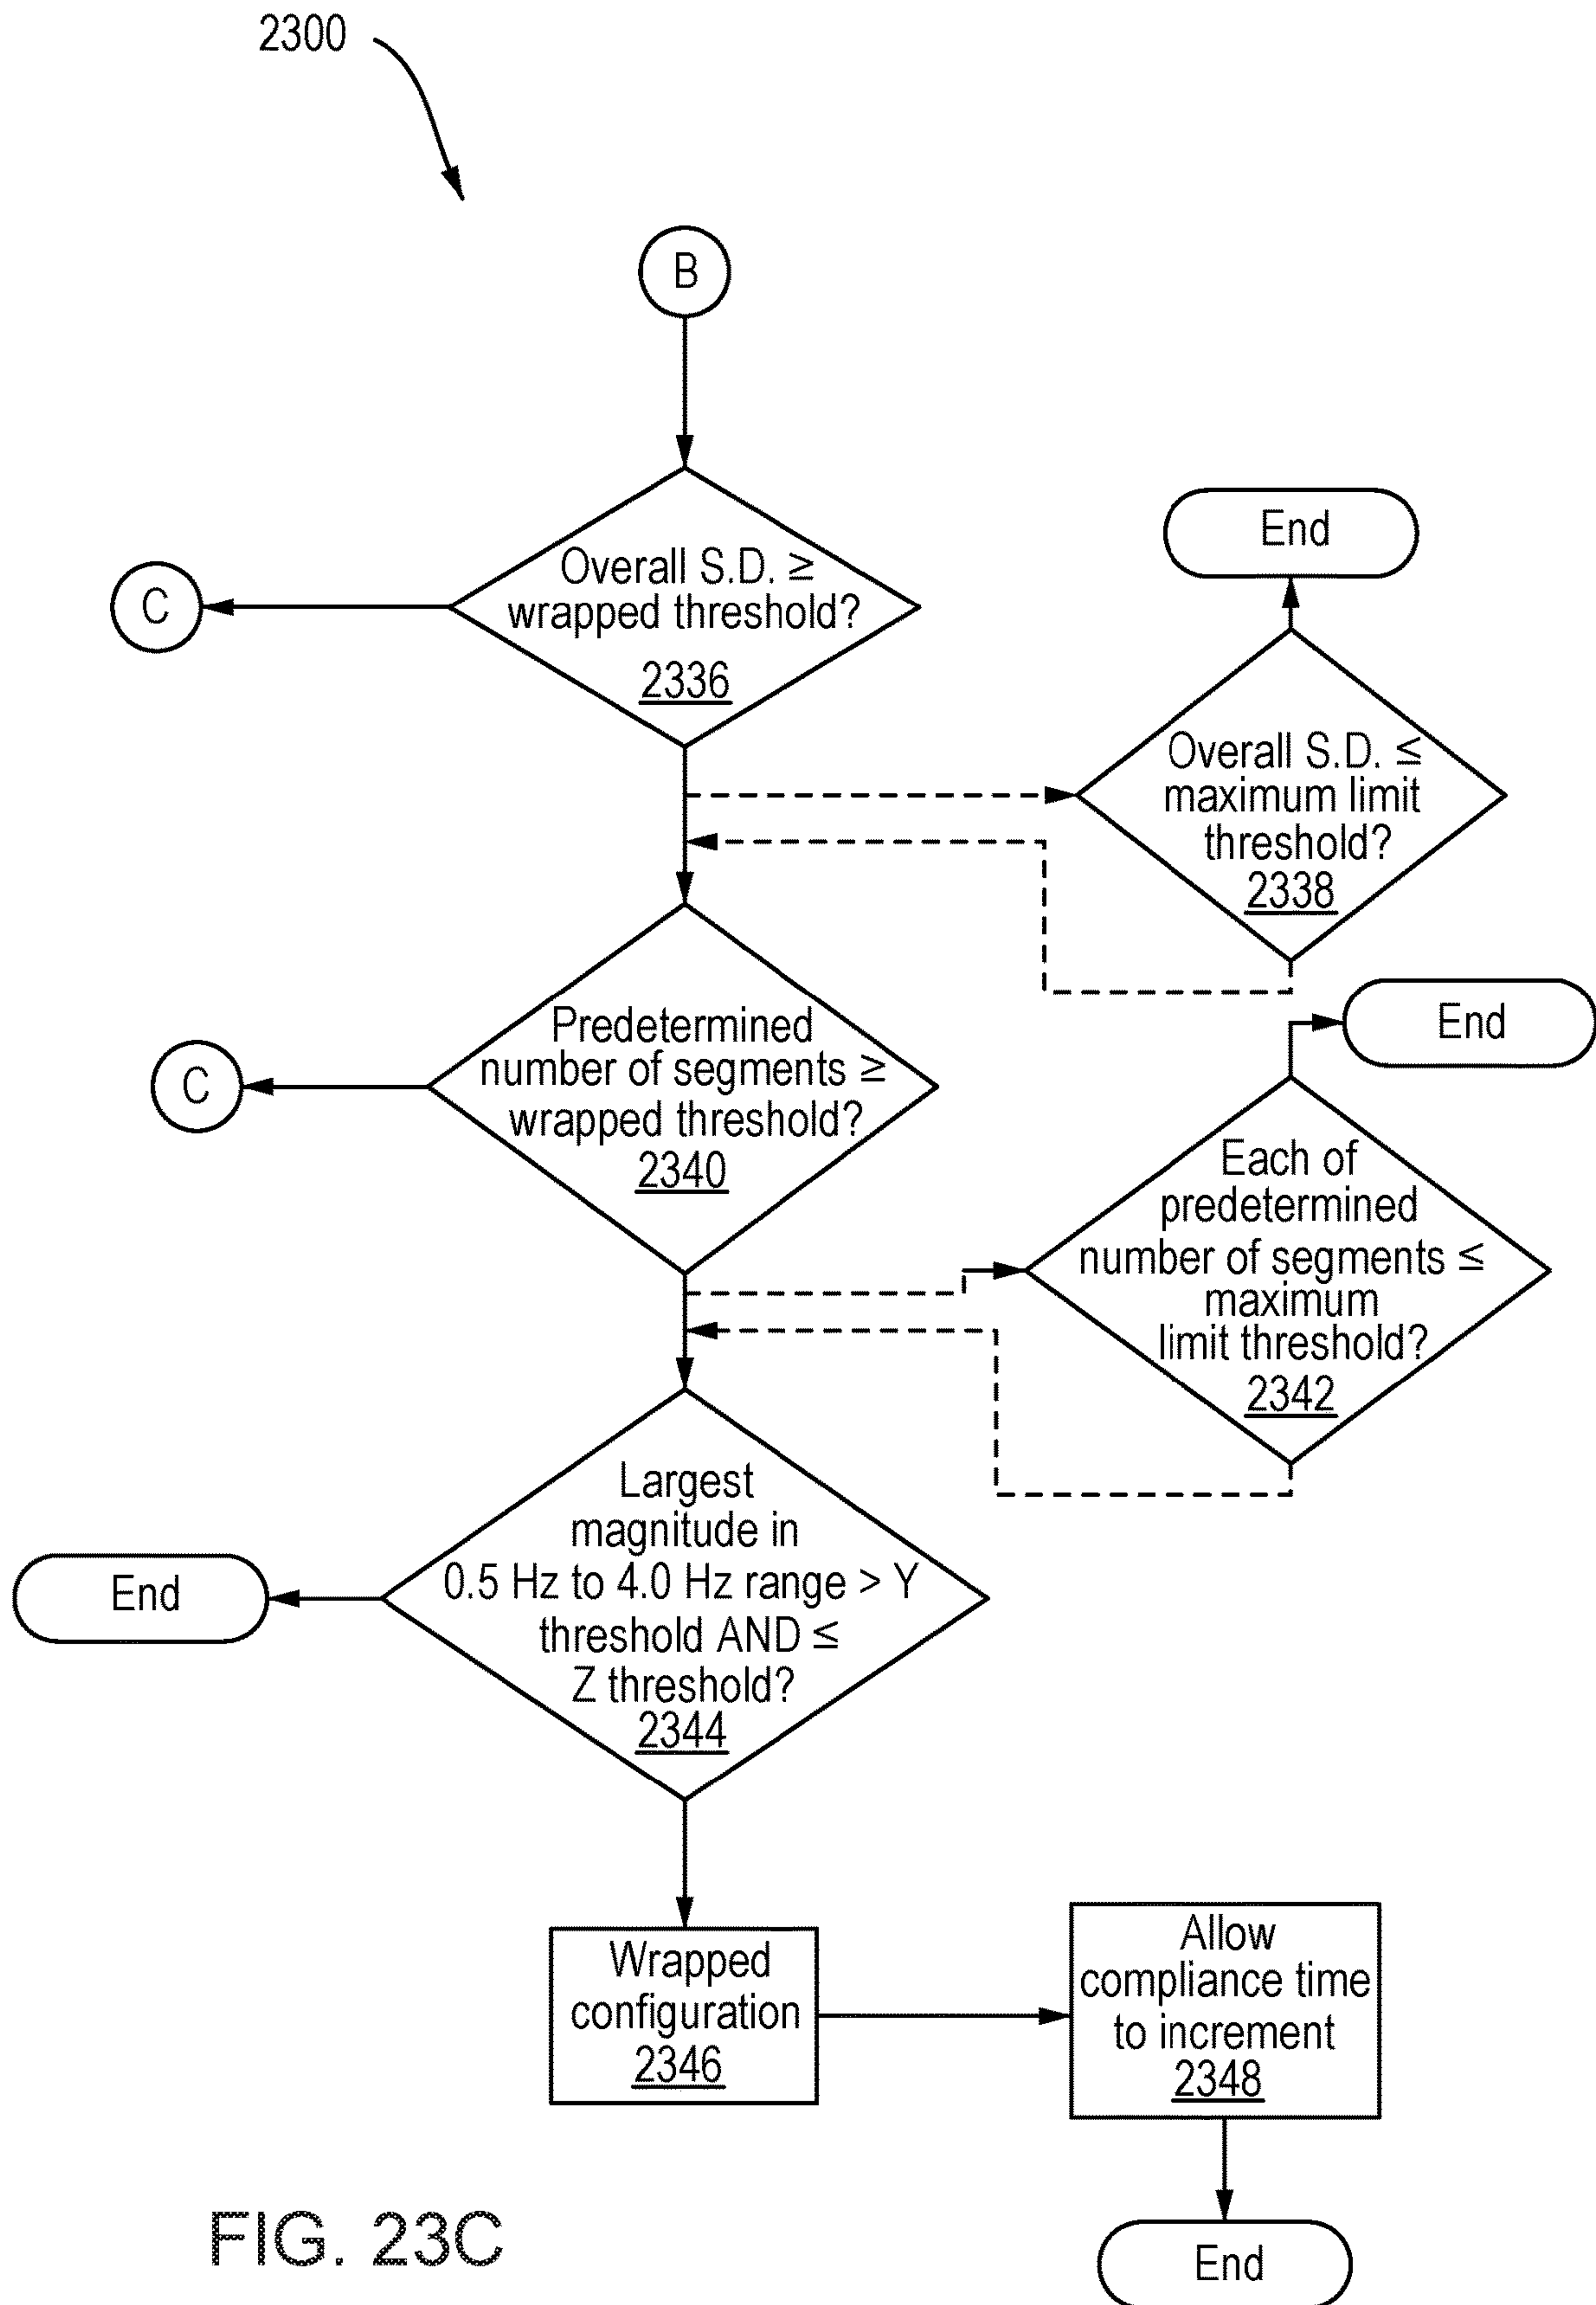 2300
B
Overall S.D. ≥
wrapped threshold?
2336
C
End
Overall S.D. ≤
maximum limit
threshold?
2338
Predetermined
number of segments ≥
wrapped threshold?
2340
C
End
Each of
predetermined
number of segments ≤
maximum
limit threshold?
2342
Largest
magnitude in
0.5 Hz to 4.0 Hz range > Y
threshold AND ≤
Z threshold?
2344
End
Wrapped
configuration
2346
Allow
compliance time
to increment
2348
End
FIG. 23C